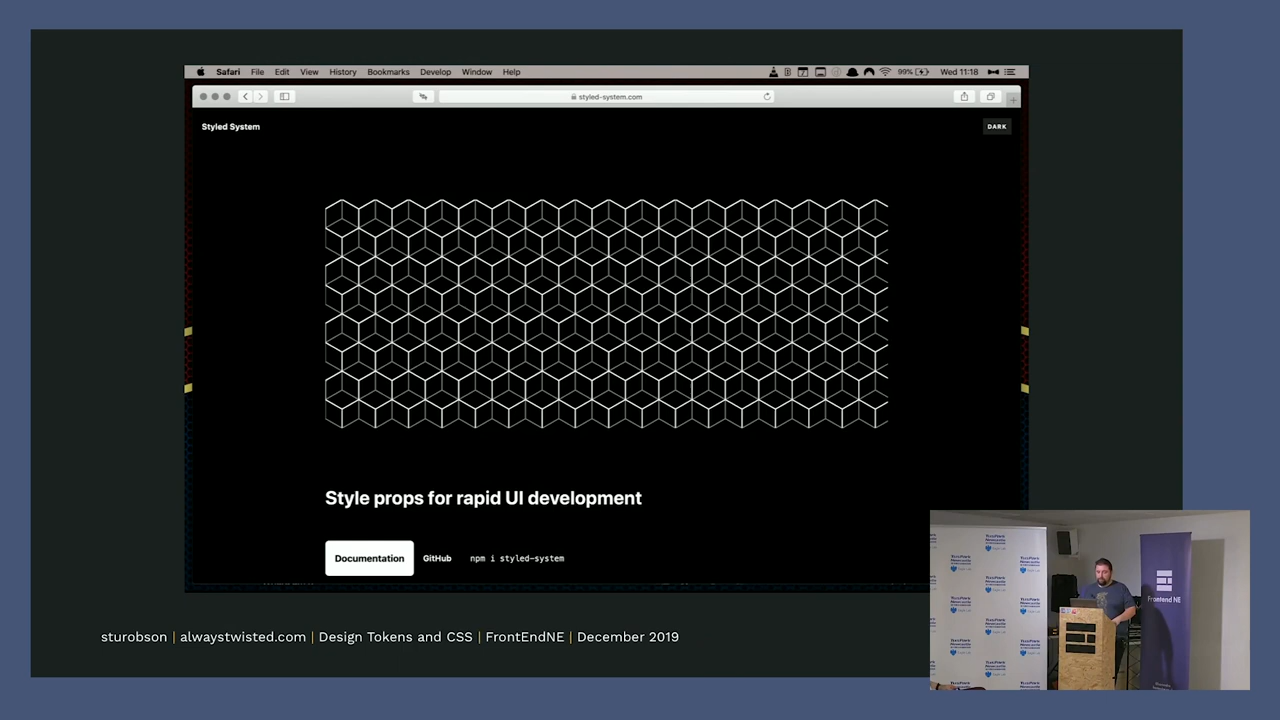 Safari File Edit View History Bookmarks Develop Window Help 99% Wed 11:18
styled-system.com
Styled System
DARK
Style props for rapid UI development
Documentation GitHub npm i styled-system
sturobson | alwaystwisted.com | Design Tokens and CSS | FrontEndNE | December 2019
Frontend NE